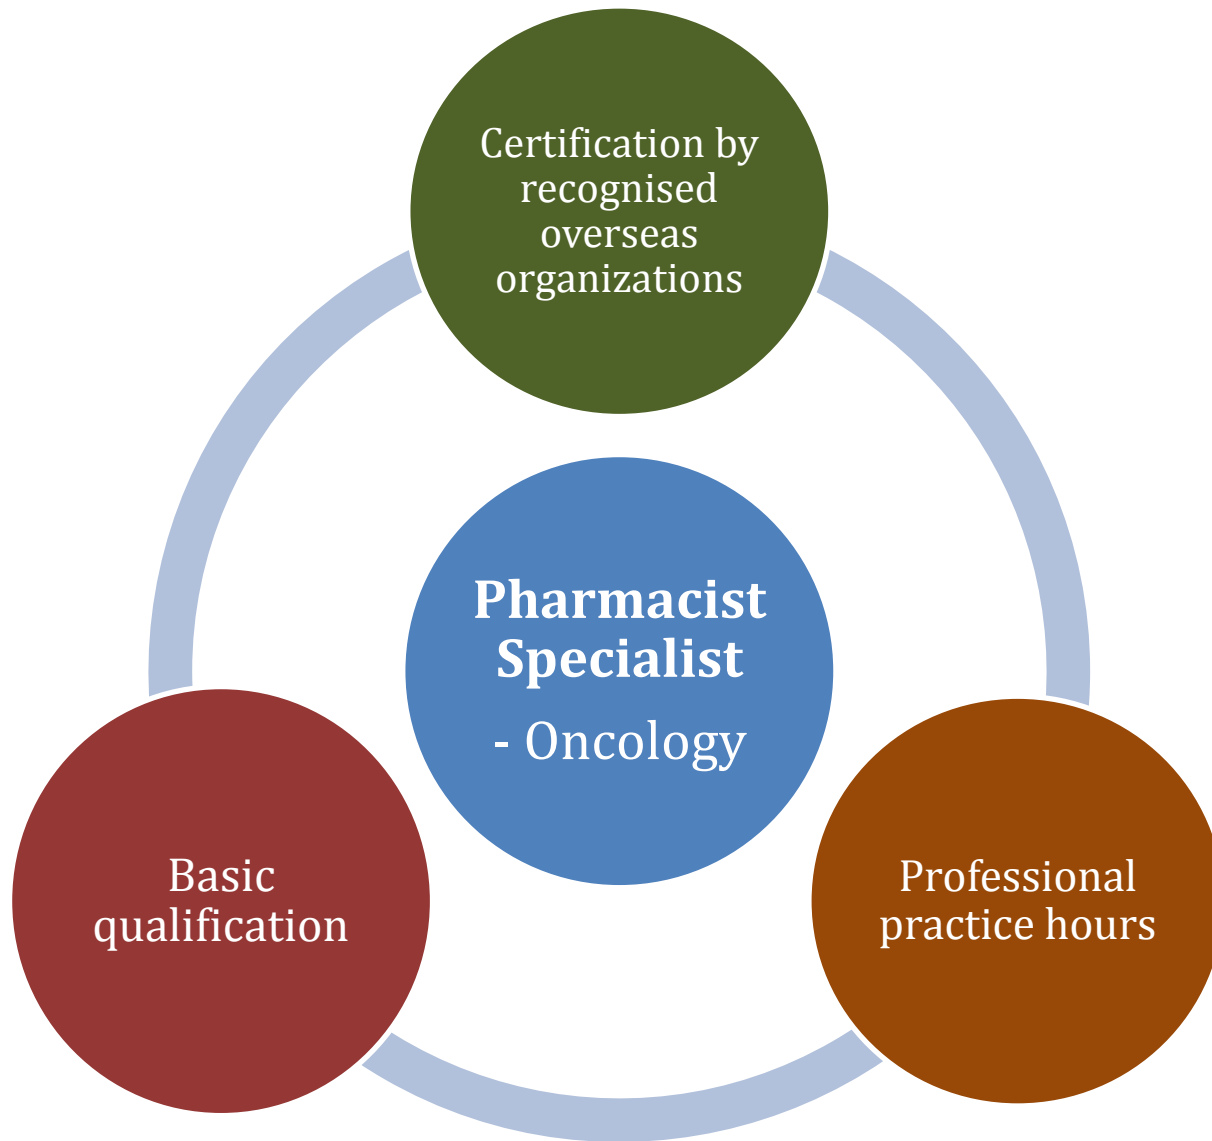 Certification by
recognised
overseas
organizations
Pharmacist
Specialist
- Oncology
Basic
qualification
Professional
practice hours